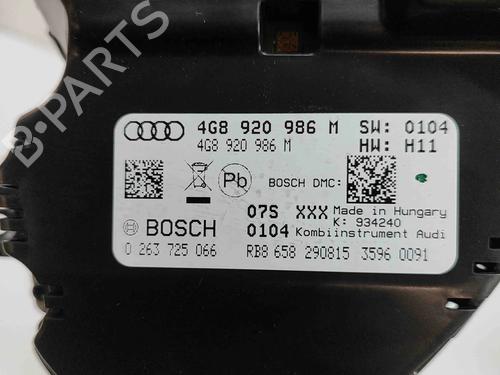 4G8 920 986 M SW: 0104
4G8 920 986 M HW: H11
Pb BOSCH DMC:
07S XXX Made in Hungary
K: 934240
BOSCH 0104 Kombiinstrument Audi
0 263 725 066 RB8 658 290815 3596 0091